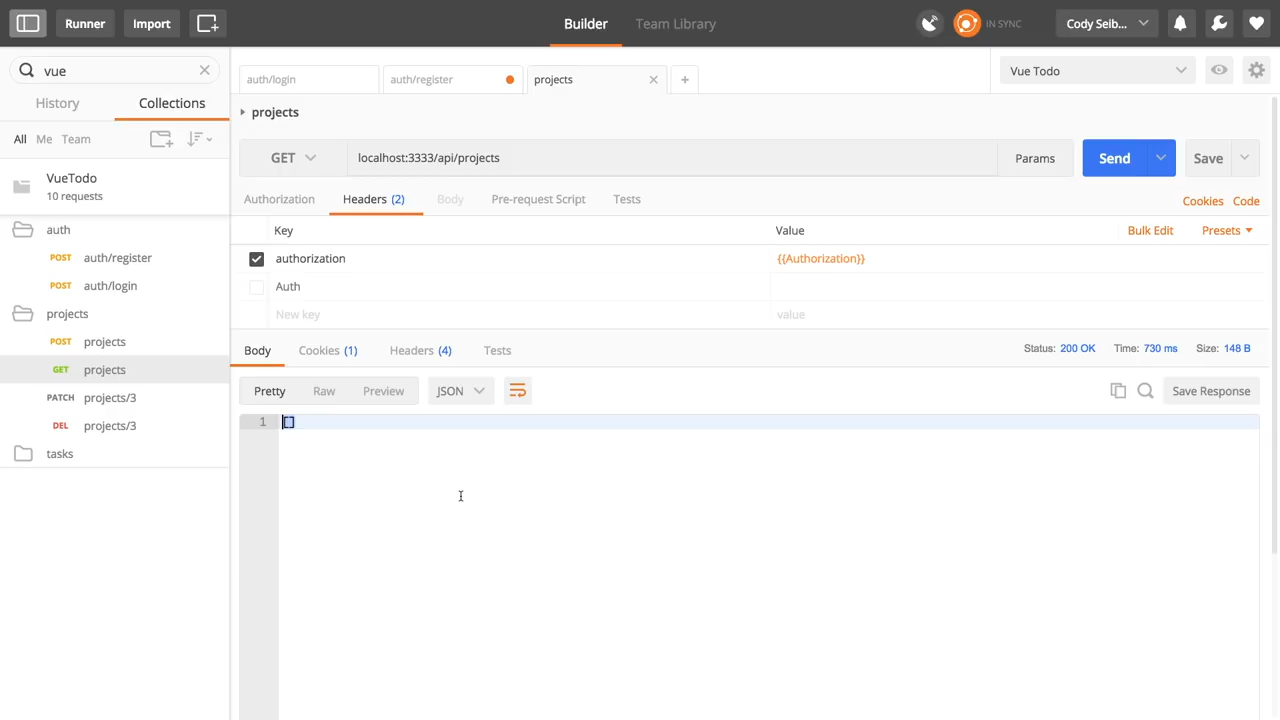 Runner Import Builder Team Library IN SYNC Cody Seib...
vue
auth/login auth/register projects + Vue Todo
History Collections
All Me Team
projects
VueTodo
10 requests
GET localhost:3333/api/projects Params Send Save
Authorization Headers (2) Body Pre-request Script Tests Cookies Code
auth
POST auth/register
POST auth/login
projects
POST projects
GET projects
PATCH projects/3
DEL projects/3
tasks
Key Value Bulk Edit Presets
authorization {{Authorization}}
Auth
New key value
Body Cookies (1) Headers (4) Tests Status: 200 OK Time: 730 ms Size: 148 B
Pretty Raw Preview JSON Save Response
1 []